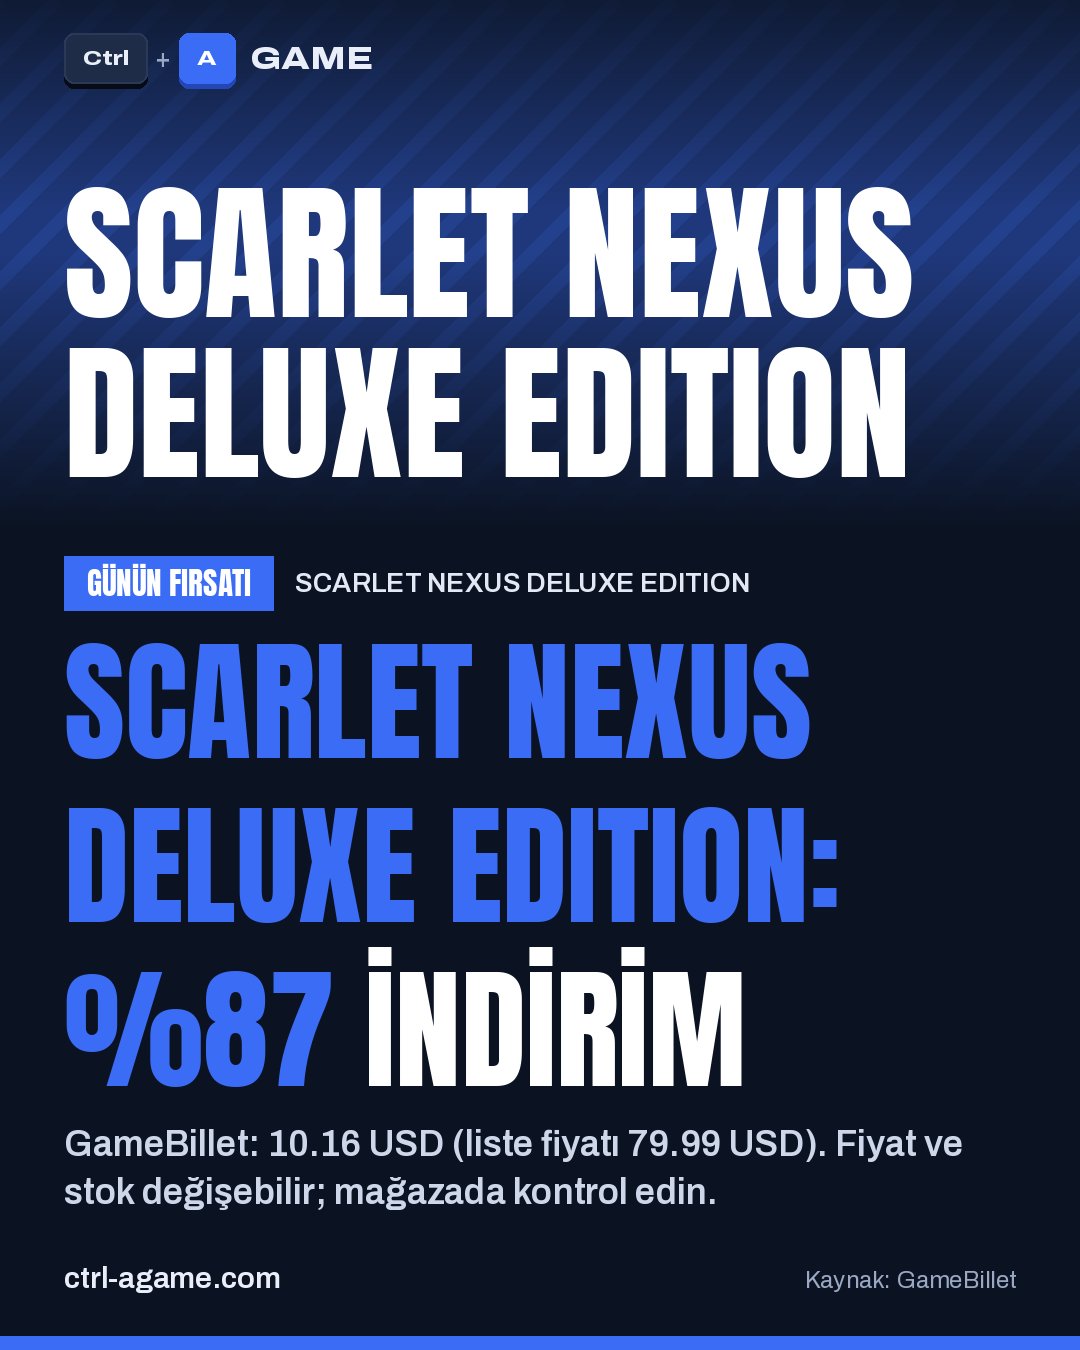 Ctrl + A GAME
SCARLET NEXUS
DELUXE EDITION
GÜNÜN FIRSATI SCARLET NEXUS DELUXE EDITION
SCARLET NEXUS
DELUXE EDITION:
%87 İNDİRİM
GameBillet: 10.16 USD (liste fiyatı 79.99 USD). Fiyat ve
stok değişebilir; mağazada kontrol edin.
ctrl-agame.com Kaynak: GameBillet